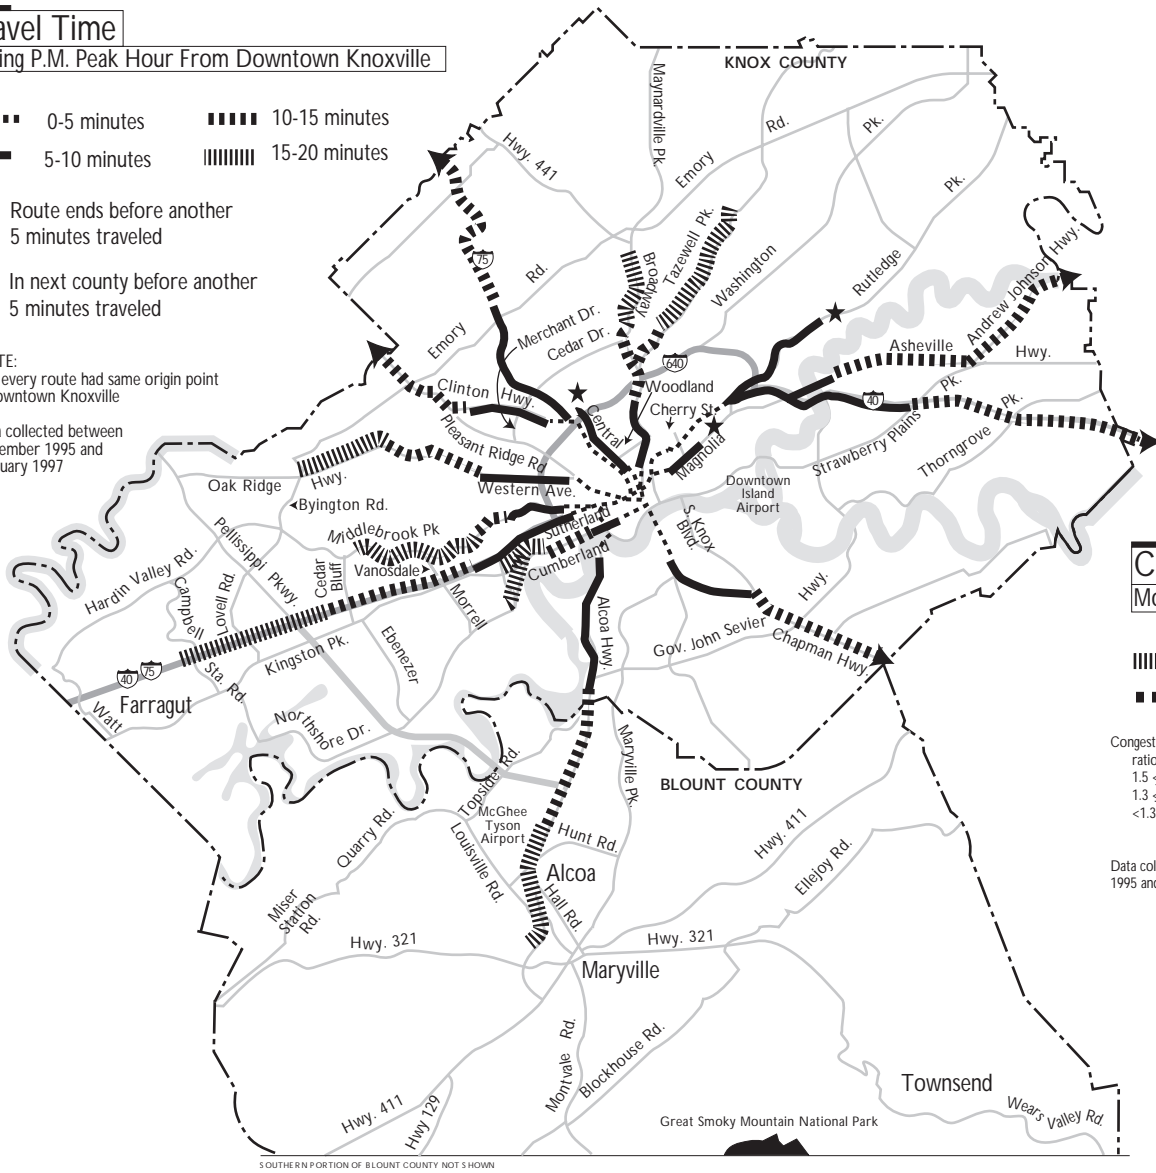 avel Time
ing P.M. Peak Hour From Downtown Knoxville
0-5 minutes
10-15 minutes
5-10 minutes
15-20 minutes
Route ends before another
5 minutes traveled
In next county before another
5 minutes traveled
TE:
every route had same origin point
owntown Knoxville
a collected between
ember 1995 and
uary 1997
KNOX COUNTY
Maynardville Pk.
Hwy. 441
Emory
Rd.
Pk.
Pk.
Tazewell Pk.
Broadway
Washington
Rutledge
Andrew Johnson Hwy.
75
Emory
Rd.
Merchant Dr.
Cedar Dr.
640
Asheville
Hwy.
Clinton Hwy.
Woodland
Cherry St.
Central
Magnolia
40
Pk.
Pk.
Strawberry Plains
Thorngrove
Pleasant Ridge Rd.
Western Ave.
Oak Ridge
Hwy.
Byington Rd.
Downtown
Island
Airport
Middlebrook Pk
Sutherland
Cumberland
S. Knox
Blvd.
Vanosdale
Pellissippi Pkwy.
Hardin Valley Rd.
Campbell
Sta. Rd.
Lovell Rd.
Cedar
Bluff
Morrell
Ebenezer
Kingston Pk.
Alcoa Hwy.
Hwy.
Gov. John Sevier
Chapman Hwy.
40
75
Farragut
Watt
Northshore Dr.
C
Mo
Congest
ratio
1.5 <
1.3 <
<1.3
Data col
1995 and
Topside Rd.
Maryville Pk.
BLOUNT COUNTY
McGhee
Tyson
Airport
Quarry Rd.
Louisville Rd.
Hunt Rd.
Alcoa
Hall Rd.
Hwy. 411
Ellejoy Rd.
Miser
Station
Rd.
Hwy. 321
Hwy. 321
Maryville
Montvale Rd.
Blockhouse Rd.
Hwy. 411
Hwy 129
Townsend
Wears Valley Rd.
Great Smoky Mountain National Park
SOUTHERN PORTION OF BLOUNT COUNTY NOT SHOWN